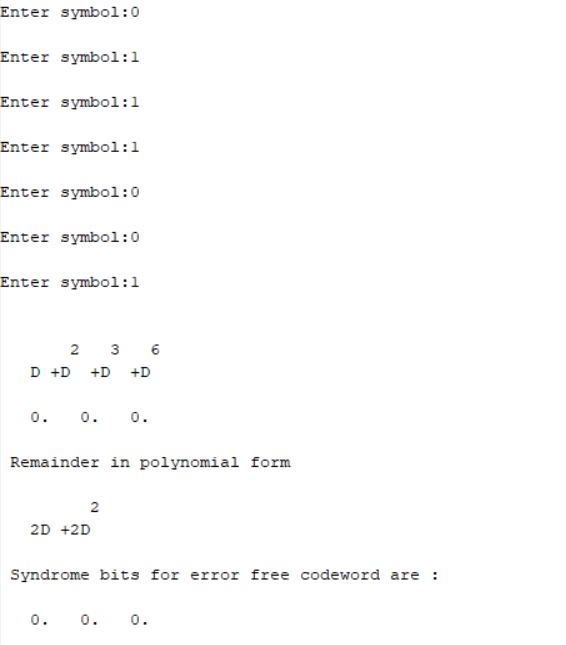 Enter symbol:0
Enter symbol:1
Enter symbol:1
Enter symbol:1
Enter symbol:0
Enter symbol:0
Enter symbol:1
2 3 6
D +D +D +D
0. 0. 0.
Remainder in polynomial form
2
2D +2D
Syndrome bits for error free codeword are :
0. 0. 0.